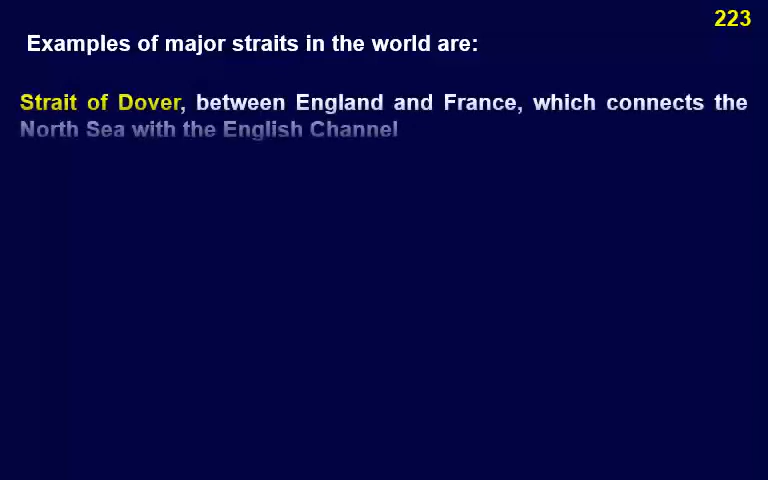 223
Examples of major straits in the world are:
Strait of Dover, between England and France, which connects the
North Sea with the English Channel